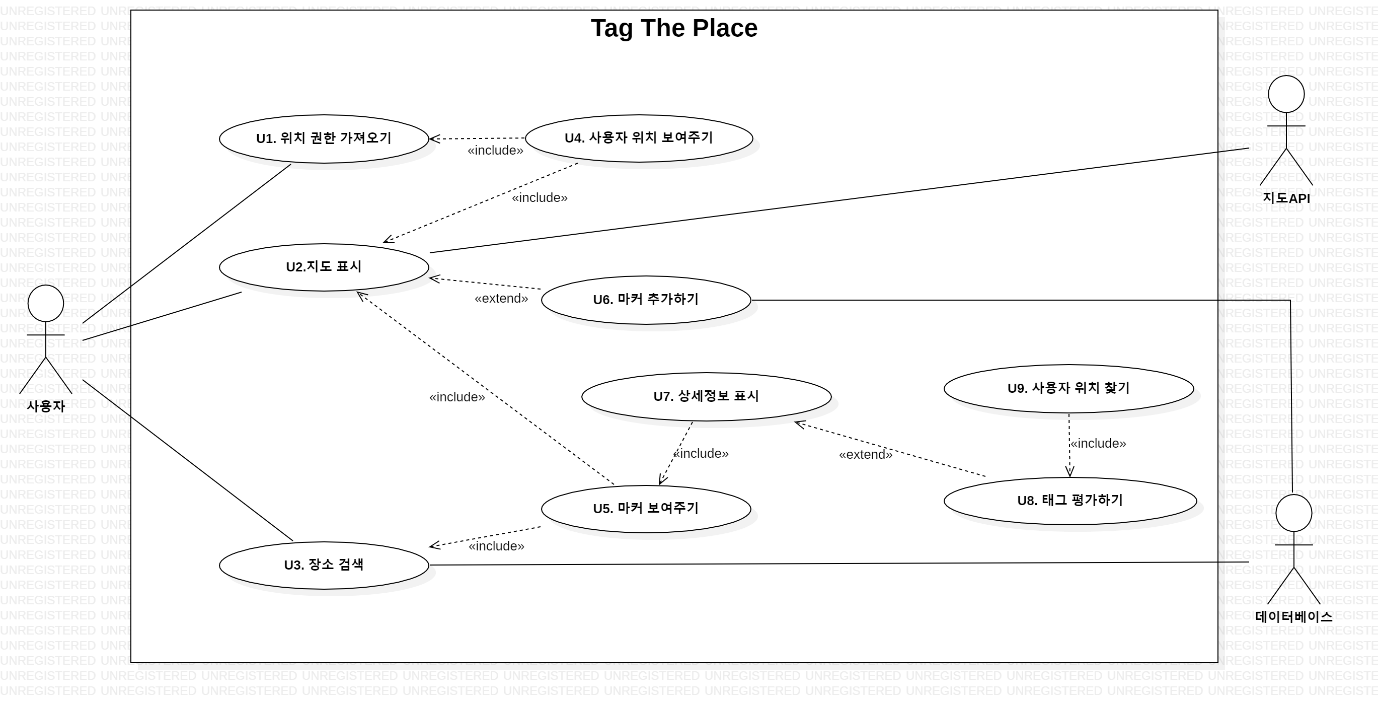 Tag The Place
U1. 위치 권한 가져오기
«include»
U4. 사용자 위치 보여주기
«include»
지도API
U2.지도 표시
«extend»
U6. 마커 추가하기
사용자
«include»
U7. 상세정보 표시
U9. 사용자 위치 찾기
«include»
«extend»
«include»
U5. 마커 보여주기
U8. 태그 평가하기
«include»
U3. 장소 검색
데이터베이스
UNREGISTERED